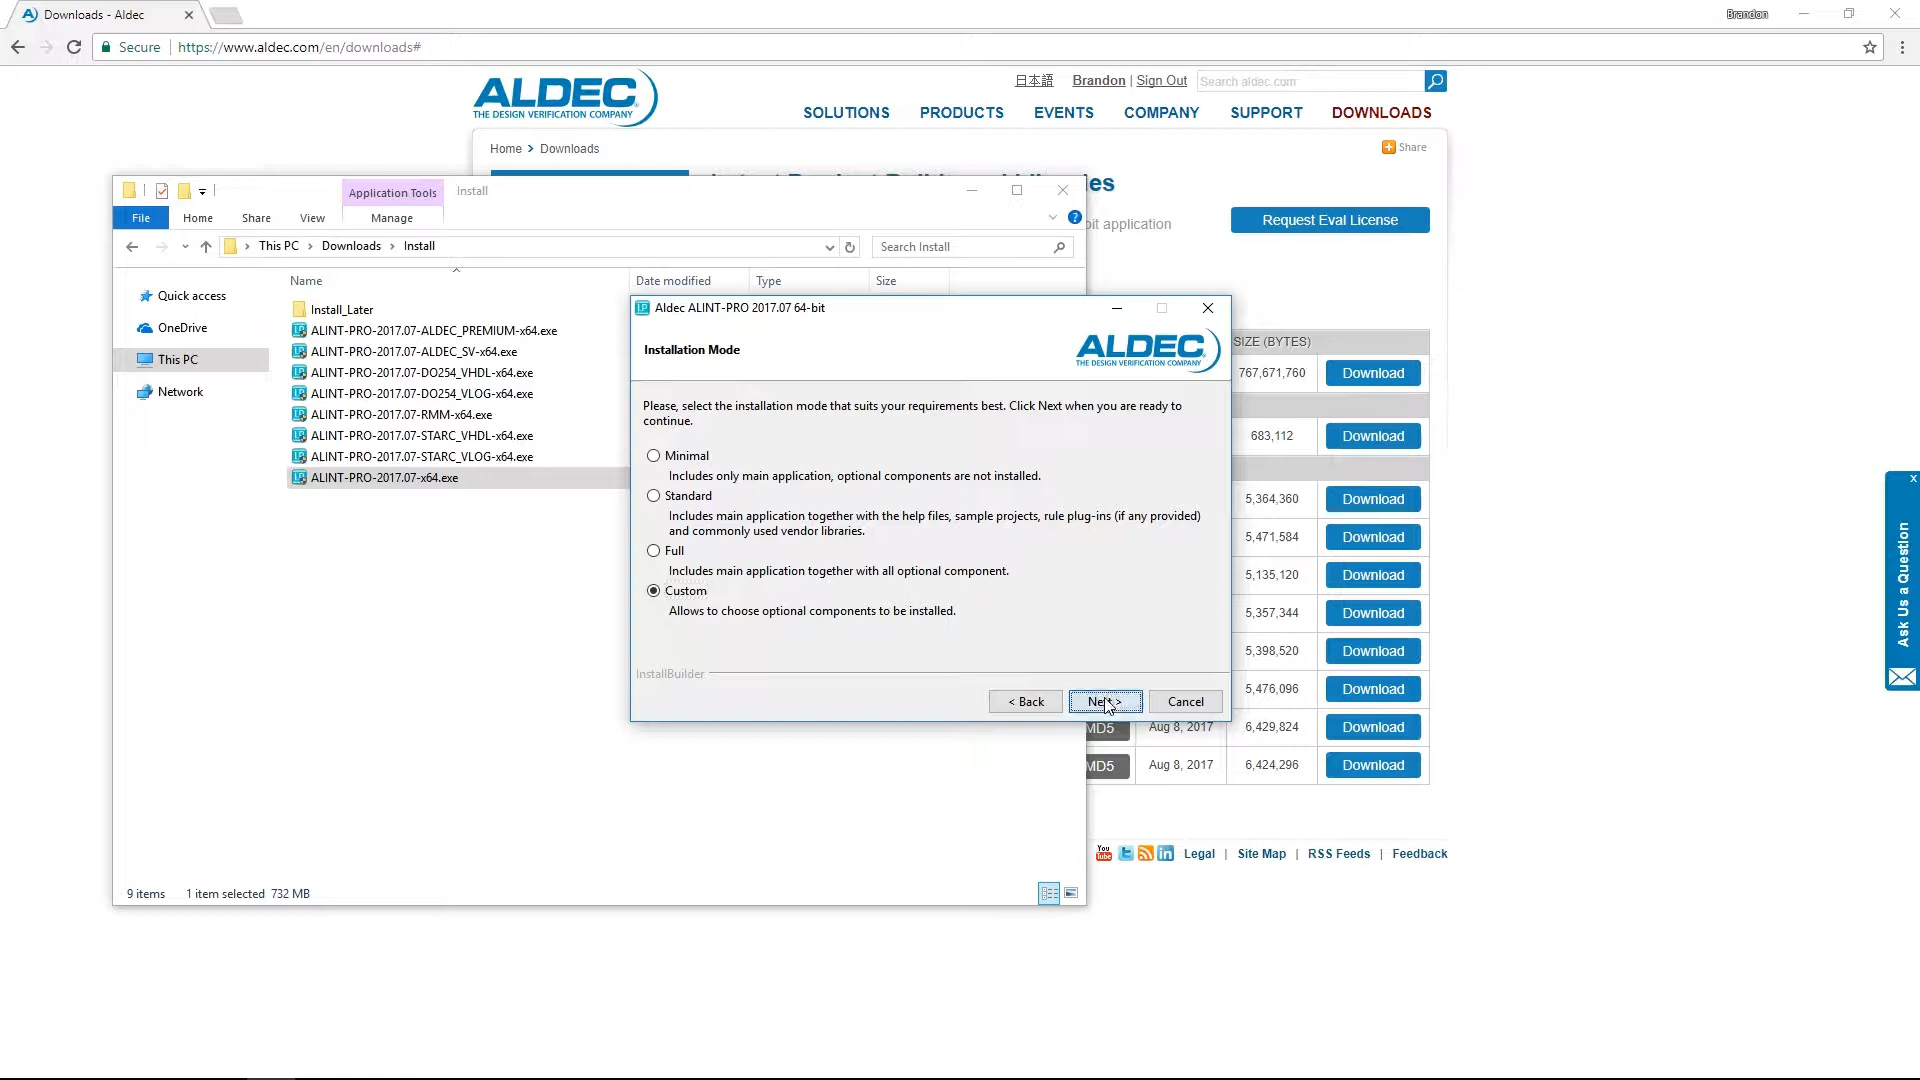 Downloads - Aldec
Brandon
Secure
https://www.aldec.com/en/downloads#
日本語
Brandon | Sign Out
Search aldec.com
ALDEC
THE DESIGN VERIFICATION COMPANY
SOLUTIONS
PRODUCTS
EVENTS
COMPANY
SUPPORT
DOWNLOADS
Home > Downloads
Share
Application Tools
Install
File
Home
Share
View
Manage
Request Eval License
application
This PC
Downloads
Install
Search Install
Name
Date modified
Type
Size
Quick access
OneDrive
This PC
Network
Install_Later
ALINT-PRO-2017.07-ALDEC_PREMIUM-x64.exe
ALINT-PRO-2017.07-ALDEC_SV-x64.exe
ALINT-PRO-2017.07-DO254_VHDL-x64.exe
ALINT-PRO-2017.07-DO254_VLOG-x64.exe
ALINT-PRO-2017.07-RMM-x64.exe
ALINT-PRO-2017.07-STARC_VHDL-x64.exe
ALINT-PRO-2017.07-STARC_VLOG-x64.exe
ALINT-PRO-2017.07-x64.exe
9 items
1 item selected 732 MB
Aldec ALINT-PRO 2017.07 64-bit
Installation Mode
ALDEC
THE DESIGN VERIFICATION COMPANY
Please, select the installation mode that suits your requirements best. Click Next when you are ready to
continue.
Minimal
Includes only main application, optional components are not installed.
Standard
Includes main application together with the help files, sample projects, rule plug-ins (if any provided)
and commonly used vendor libraries.
Full
Includes main application together with all optional component.
Custom
Allows to choose optional components to be installed.
InstallBuilder
< Back
Next >
Cancel
SIZE (BYTES)
767,671,760 Download
683,112 Download
5,364,360 Download
5,471,584 Download
5,135,120 Download
5,357,344 Download
5,398,520 Download
5,476,096 Download
MD5 Aug 8, 2017 6,429,824 Download
MD5 Aug 8, 2017 6,424,296 Download
You Tube
in
Legal | Site Map | RSS Feeds | Feedback
x
Ask Us a Question